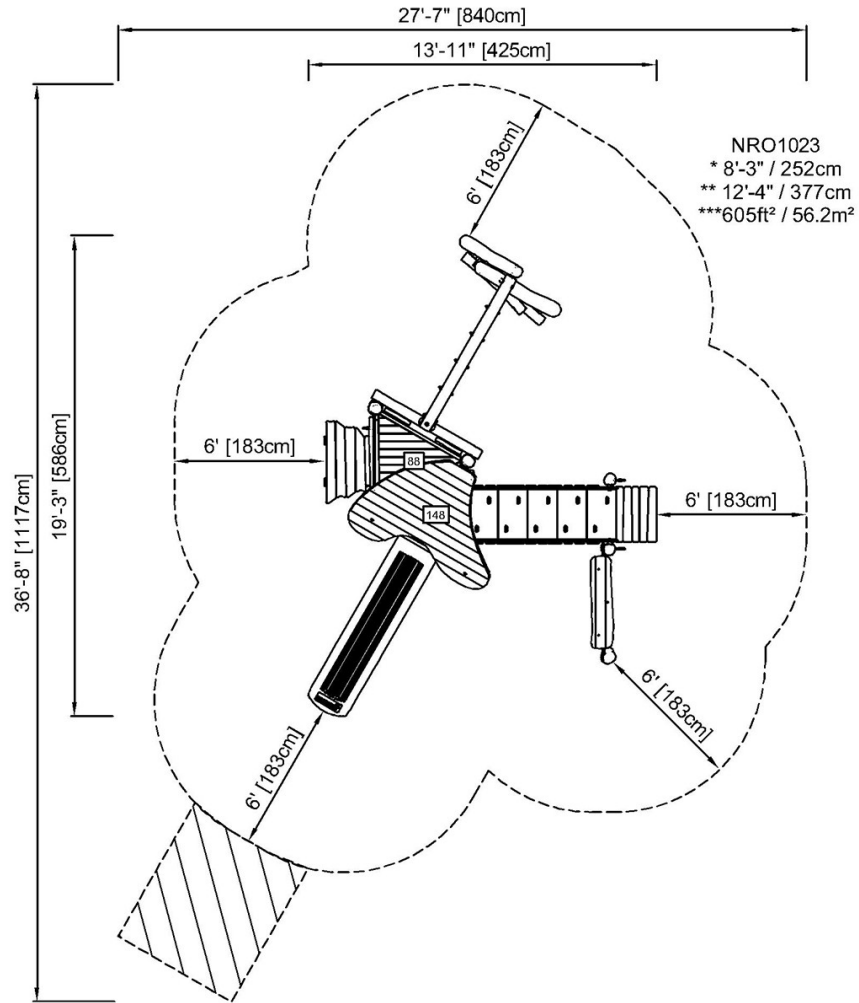 27'-7" [840cm]
13'-11" [425cm]
NRO1023
* 8'-3" / 252cm
** 12'-4" / 377cm
***605ft² / 56.2m²
6' [183cm]
36'-8" [1117cm]
19'-3" [586cm]
6' [183cm]
88
148
6' [183cm]
6' [183cm]
6' [183cm]